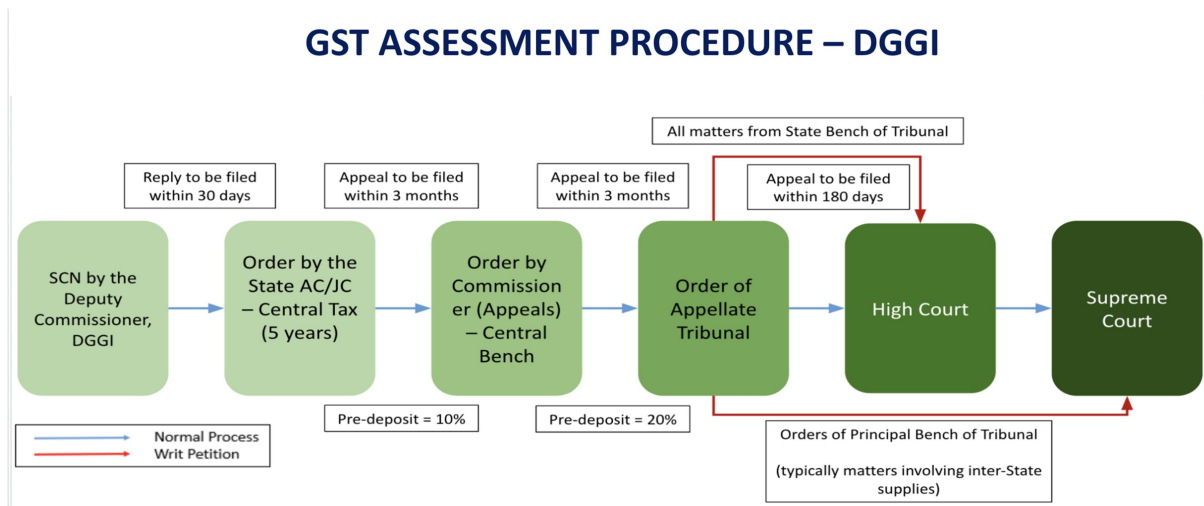 GST ASSESSMENT PROCEDURE – DGGI
All matters from State Bench of Tribunal
Reply to be filed
within 30 days
Appeal to be filed
within 3 months
Appeal to be filed
within 3 months
Appeal to be filed
within 180 days
SCN by the
Deputy
Commissioner,
DGGI
Order by the
State AC/JC
– Central Tax
(5 years)
Order by
Commission
er (Appeals)
– Central
Bench
Order of
Appellate
Tribunal
High Court
Supreme
Court
Pre-deposit = 10%
Pre-deposit = 20%
Normal Process
Writ Petition
Orders of Principal Bench of Tribunal
(typically matters involving inter-State
supplies)